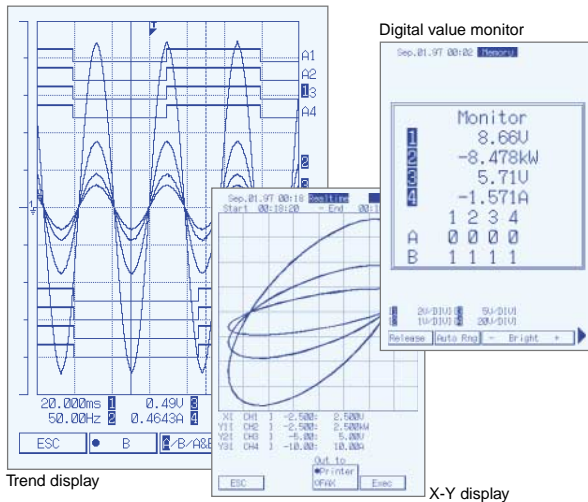 Digital value monitor
Sep.01.97 00:02 Memory
Monitor
1 8.66V
2 -8.478kW
3 5.71V
4 -1.571A
1 2 3 4
A 0 0 0 0
B 1 1 1 1
2V/DIV 5V/DIV
1V/DIV 20V/DIV
Release Auto Rng - Bright +
A1
A2
1 3
A4
2
20.000ms 1 0.49V 3
50.00Hz 2 0.4643A 4
ESC B A/B/A&B
Trend display
Sep.01.97 00:18 Realtime
Start 00:18:20 - End
X1 CH1 ) -2.500: 2.500V
Y1 CH2 ) -2.500: 2.500kW
Y2 CH3 ) -5.00: 5.00V
Y3 CH4 ) -10.00: 10.00A
Out to
Printer
FAX
ESC Exec
X-Y display